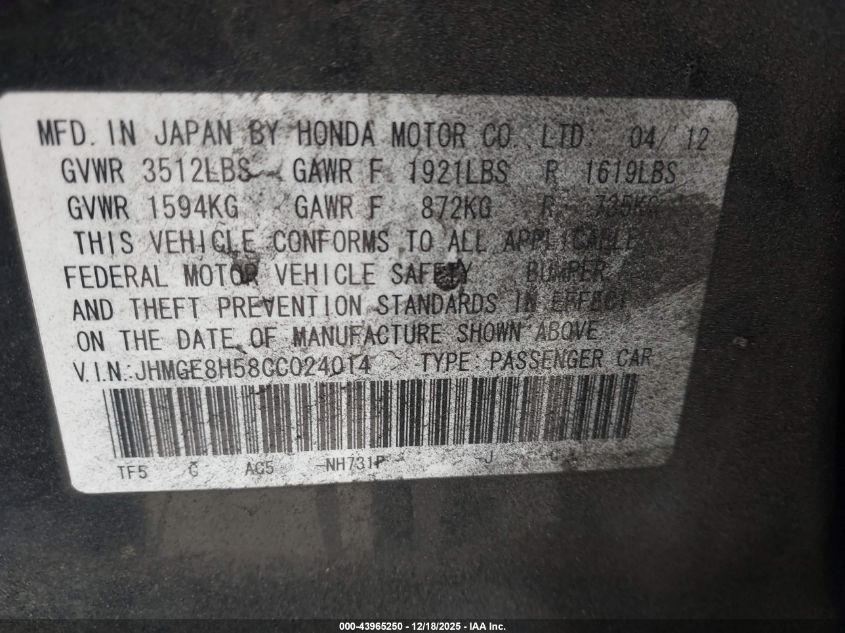 MFD. IN JAPAN BY HONDA MOTOR CO., LTD. 04/'12
GVWR 3512LBS GAWR F 1921LBS R 1619LBS
GVWR 1594KG GAWR F 872KG R 735KG
THIS VEHICLE CONFORMS TO ALL APPLICABLE
FEDERAL MOTOR VEHICLE SAFETY BUMPER
AND THEFT PREVENTION STANDARDS IN EFFECT
ON THE DATE OF MANUFACTURE SHOWN ABOVE.
V.I.N: JHMGE8H58CC024014 TYPE: PASSENGER CAR
TF5 AC5 NH731P J
000-43965250 - 12/18/2025 - IAA Inc.